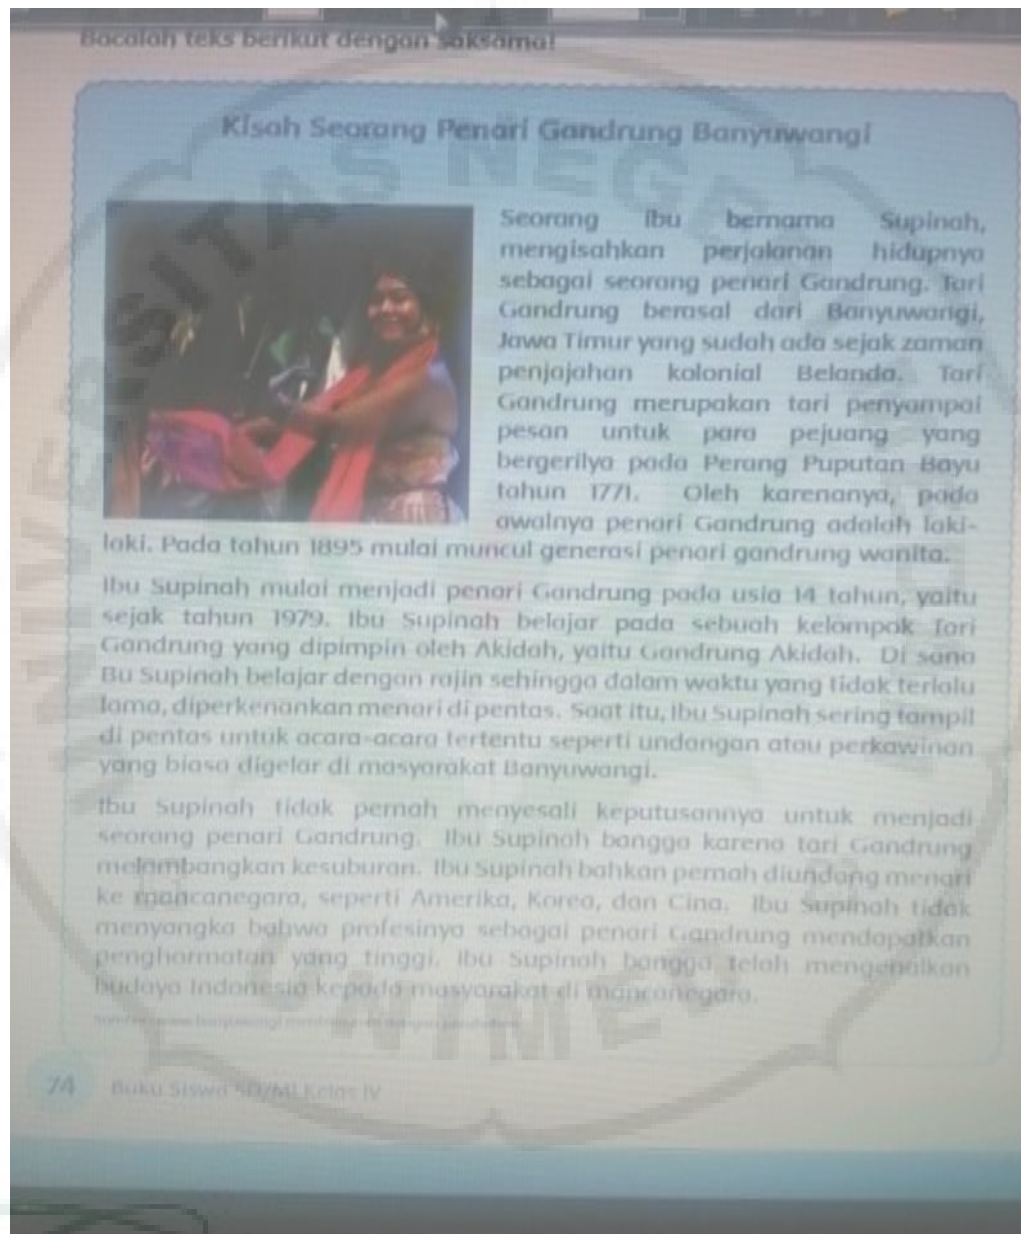 Bacalah teks berikut dengan saksama!
Kisah Seorang Penari Gandrung Banyuwangi
Seorang ibu bernama Supinah,
mengisahkan perjalanan hidupnya
sebagai seorang penari Gandrung. Tari
Gandrung berasal dari Banyuwangi,
Jawa Timur yang sudah ada sejak zaman
penjajahan kolonial Belanda. Tari
Gandrung merupakan tari penyampai
pesan untuk para pejuang yang
bergerilya pada Perang Puputan Bayu
tahun 1771. Oleh karenanya, pada
awalnya penari Gandrung adalah laki-
laki. Pada tahun 1895 mulai muncul generasi penari gandrung wanita.
Ibu Supinah mulai menjadi penari Gandrung pada usia 14 tahun, yaitu
sejak tahun 1979. Ibu Supinah belajar pada sebuah kelompok Tari
Gandrung yang dipimpin oleh Akidah, yaitu Gandrung Akidah. Di sana
Bu Supinah belajar dengan rajin sehingga dalam waktu yang tidak terlalu
lama, diperkenankan menari di pentas. Saat itu, Ibu Supinah sering tampil
di pentas untuk acara-acara tertentu seperti undangan atau perkawinan
yang biasa digelar di masyarakat Banyuwangi.
Ibu Supinah tidak pernah menyesali keputusannya untuk menjadi
seorang penari Gandrung. Ibu Supinah bangga karena tari Gandrung
melambangkan kesuburan. Ibu Supinah bahkan pernah diundang menari
ke mancanegara, seperti Amerika, Korea, dan Cina. Ibu Supinah tidak
menyangka bahwa profesinya sebagai penari Gandrung mendapatkan
penghormatan yang tinggi. Ibu Supinah bangga telah mengenalkan
budaya Indonesia kepada masyarakat di mancanegara.
74 Buku Siswa SD/MI Kelas IV
UNIVERSITAS NEGERI MEDAN
UNIMED